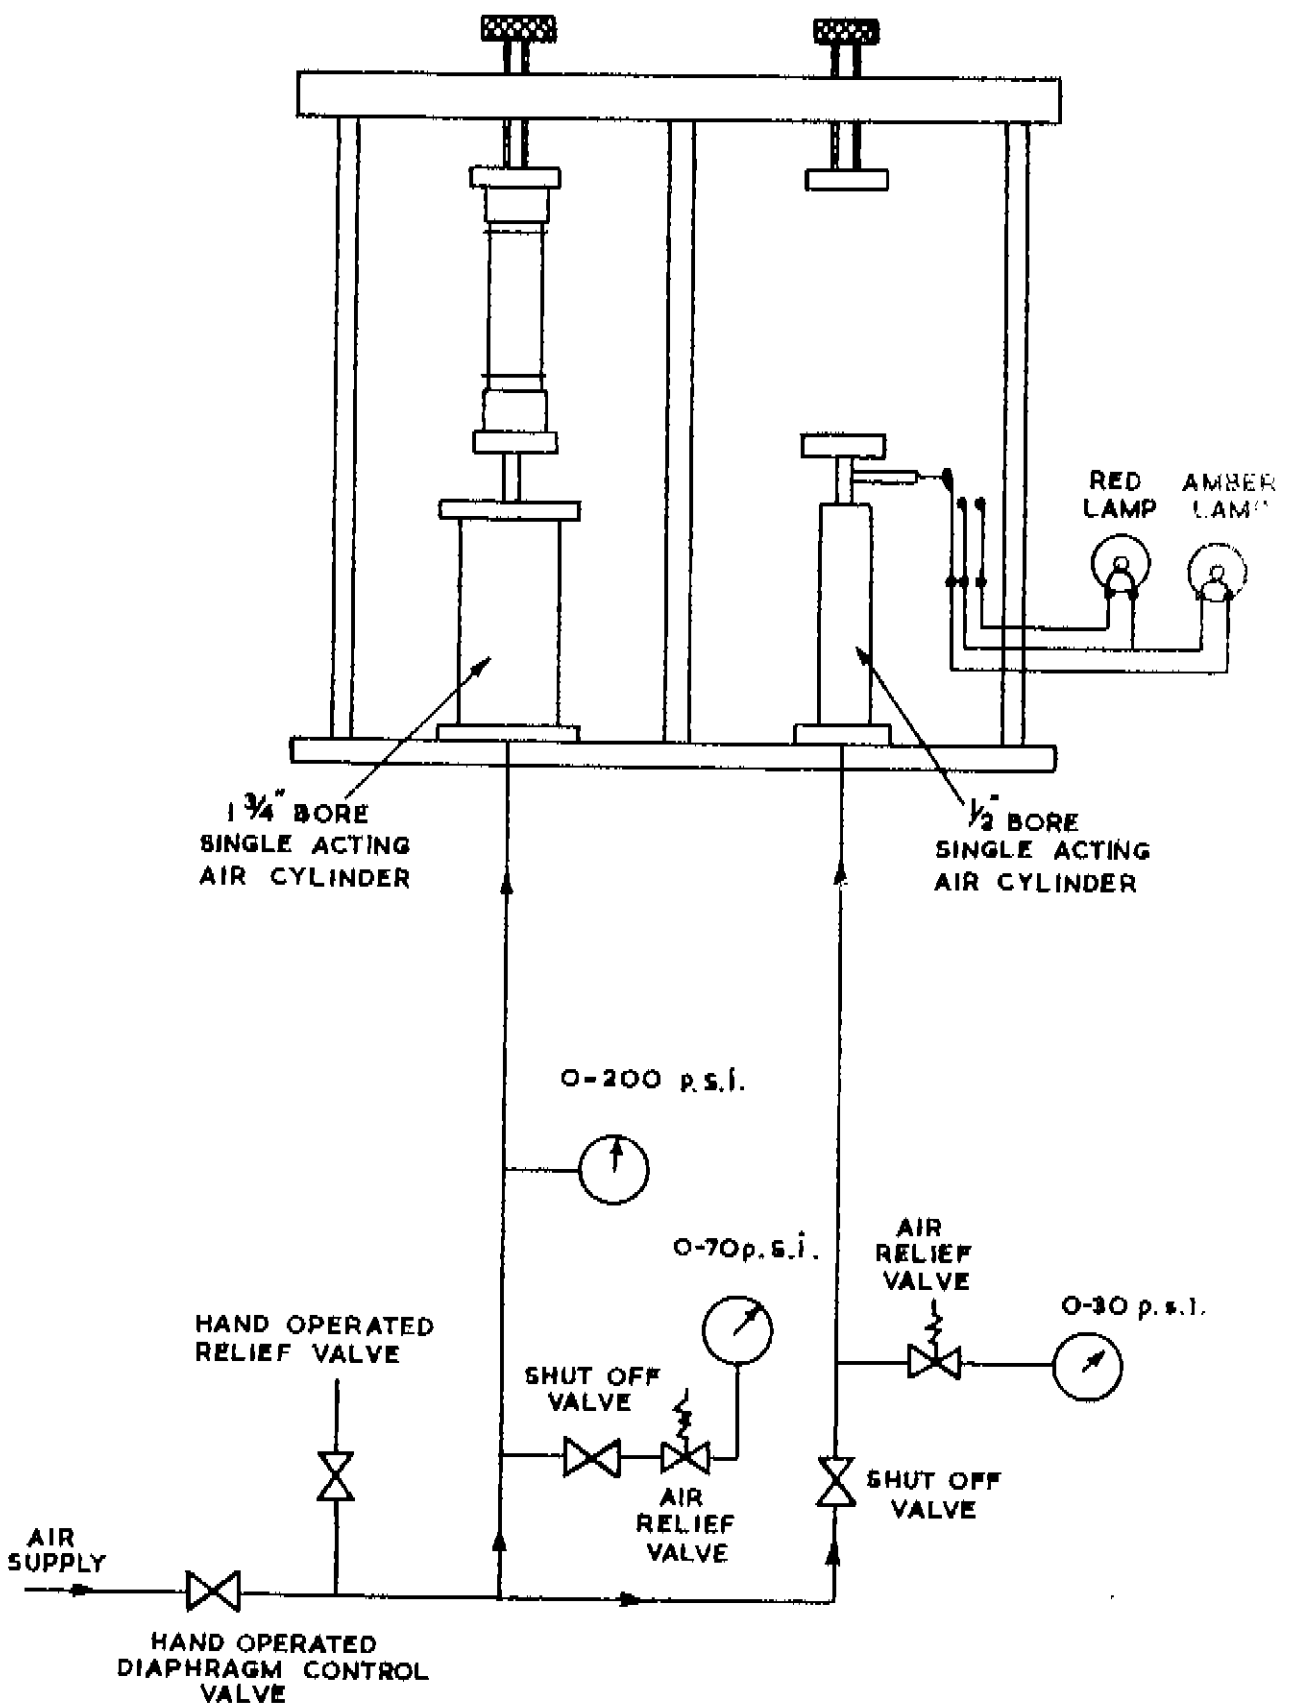 RED
LAMP
AMBER
LAMP
1 3/4" BORE
SINGLE ACTING
AIR CYLINDER
1/2" BORE
SINGLE ACTING
AIR CYLINDER
0-200 p.s.i.
0-70 p.s.i.
AIR
RELIEF
VALVE
0-30 p.s.i.
HAND OPERATED
RELIEF VALVE
SHUT OFF
VALVE
SHUT OFF
VALVE
AIR
RELIEF
VALVE
AIR
SUPPLY
HAND OPERATED
DIAPHRAGM CONTROL
VALVE